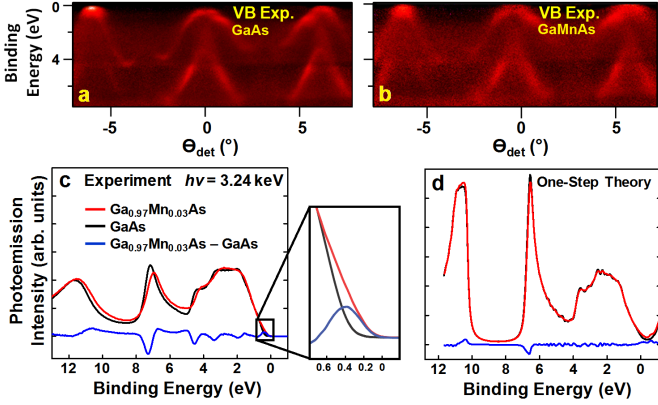 VB Exp.
GaAs
VB Exp.
GaMnAs
Binding
Energy (eV)
0
4
a
b
-5
0
5
-5
0
5
Θdet (°)
Θdet (°)
c Experiment hν = 3.24 keV
Ga0.97Mn0.03As
GaAs
Ga0.97Mn0.03As – GaAs
Photoemission
Intensity (arb. units)
12 10 8 6 4 2 0
Binding Energy (eV)
0.6 0.4 0.2 0
d One-Step Theory
12 10 8 6 4 2 0
Binding Energy (eV)